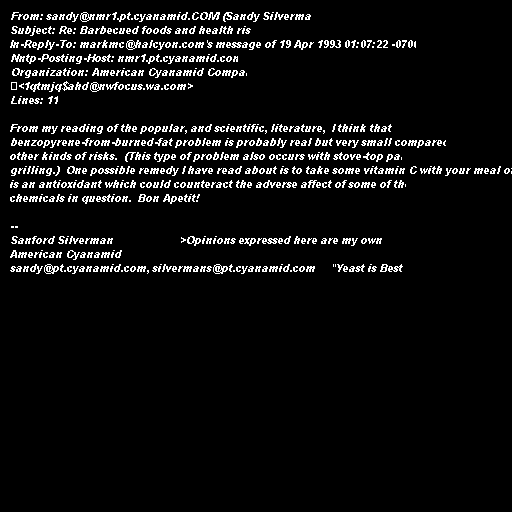 From: sandy@nmr1.pt.cyanamid.COM (Sandy Silverma
Subject: Re: Barbecued foods and health ris
In-Reply-To: markmc@halcyon.com's message of 19 Apr 1993 01:07:22 -070
Nntp-Posting-Host: nmr1.pt.cyanamid.com
Organization: American Cyanamid Compa
<1qtmjq$ahd@nwfocus.wa.com>
Lines: 11

From my reading of the popular, and scientific, literature, I think that
benzopyrene-from-burned-fat problem is probably real but very small compared
other kinds of risks. (This type of problem also occurs with stove-top pa
grilling.) One possible remedy I have read about is to take some vitamin C with your meal of
is an antioxidant which could counteract the adverse affect of some of th
chemicals in question. Bon Apetit!

--
Sanford Silverman >Opinions expressed here are my own
American Cyanamid
sandy@pt.cyanamid.com, silvermans@pt.cyanamid.com "Yeast is Best